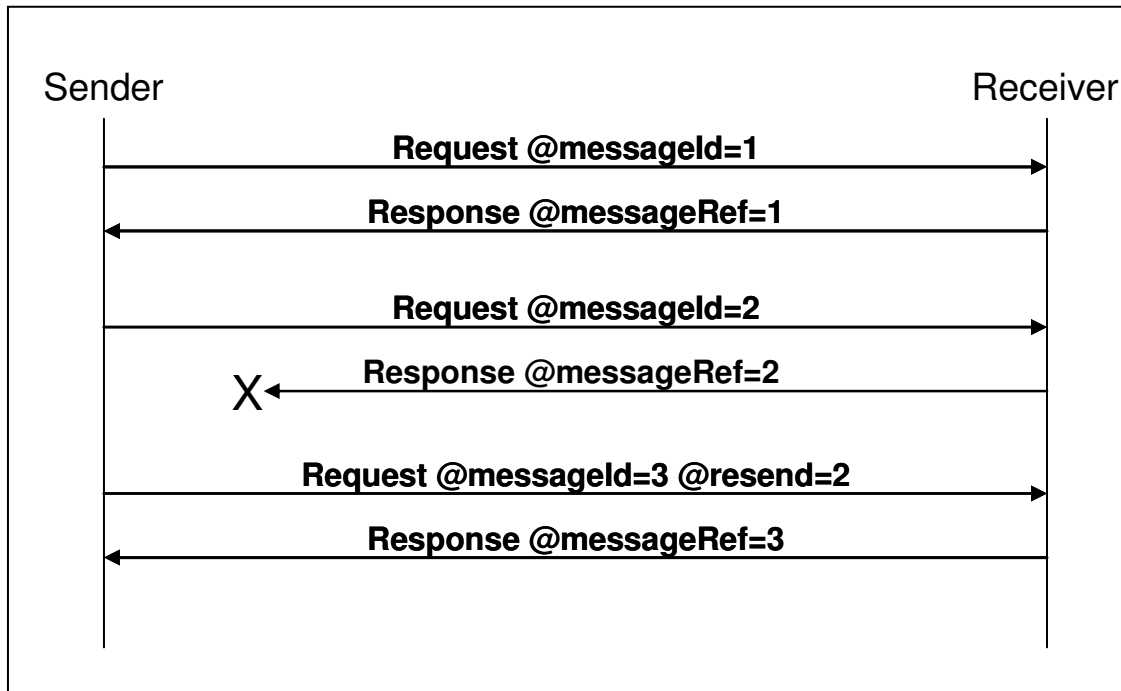 Sender
Receiver
Request @messageId=1
Response @messageRef=1
Request @messageId=2
Response @messageRef=2
X
Request @messageId=3 @resend=2
Response @messageRef=3